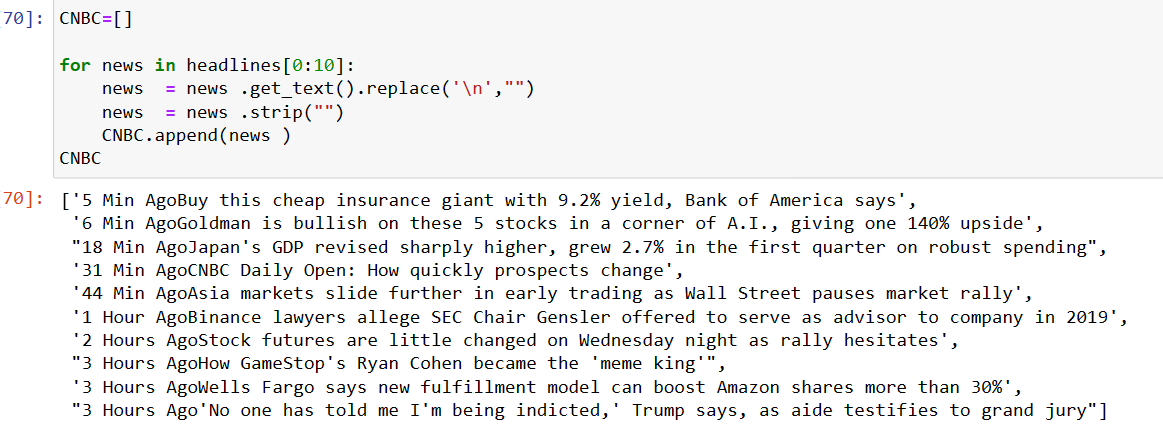 70]: CNBC=[]
for news in headlines[0:10]:
    news  = news .get_text().replace('\n',"")
    news  = news .strip("")
    CNBC.append(news )
CNBC
70]: ['5 Min AgoBuy this cheap insurance giant with 9.2% yield, Bank of America says',
'6 Min AgoGoldman is bullish on these 5 stocks in a corner of A.I., giving one 140% upside',
"18 Min AgoJapan's GDP revised sharply higher, grew 2.7% in the first quarter on robust spending",
'31 Min AgoCNBC Daily Open: How quickly prospects change',
'44 Min AgoAsia markets slide further in early trading as Wall Street pauses market rally',
'1 Hour AgoBinance lawyers allege SEC Chair Gensler offered to serve as advisor to company in 2019',
'2 Hours AgoStock futures are little changed on Wednesday night as rally hesitates',
"3 Hours AgoHow GameStop's Ryan Cohen became the 'meme king'",
'3 Hours AgoWells Fargo says new fulfillment model can boost Amazon shares more than 30%',
"3 Hours Ago'No one has told me I'm being indicted,' Trump says, as aide testifies to grand jury"]